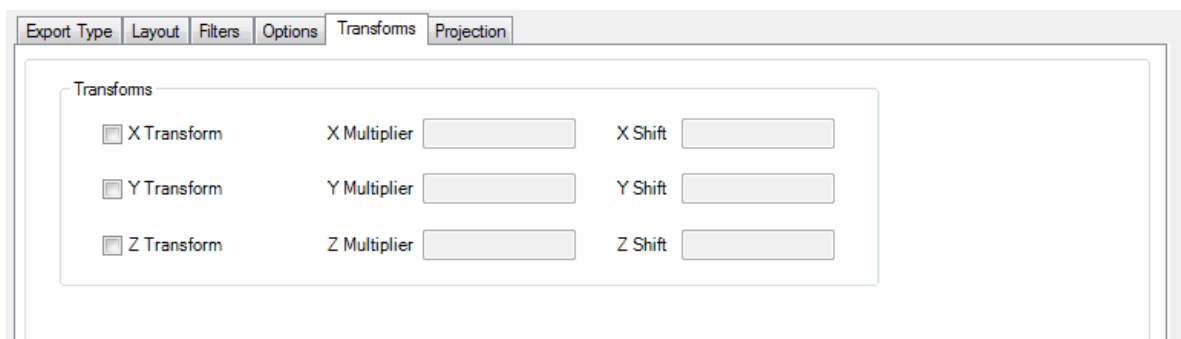 Export Type Layout Filters Options Transforms Projection
Transforms
X Transform X Multiplier X Shift
Y Transform Y Multiplier Y Shift
Z Transform Z Multiplier Z Shift